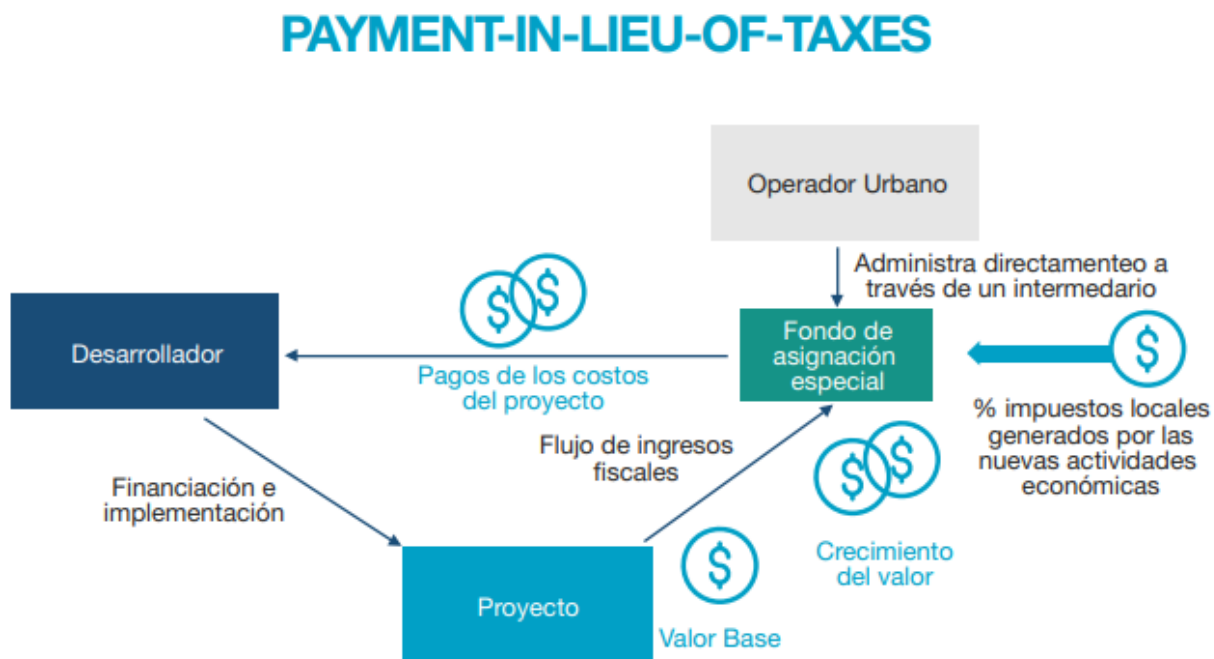 PAYMENT-IN-LIEU-OF-TAXES
Operador Urbano
Administra directamenteo a
través de un intermedario
Desarrollador
$ $
Pagos de los costos
del proyecto
Fondo de
asignación
especial
$
% impuestos locales
generados por las
nuevas actividades
económicas
Financiación e
implementación
Flujo de ingresos
fiscales
$ $
Crecimiento
del valor
Proyecto
$
Valor Base